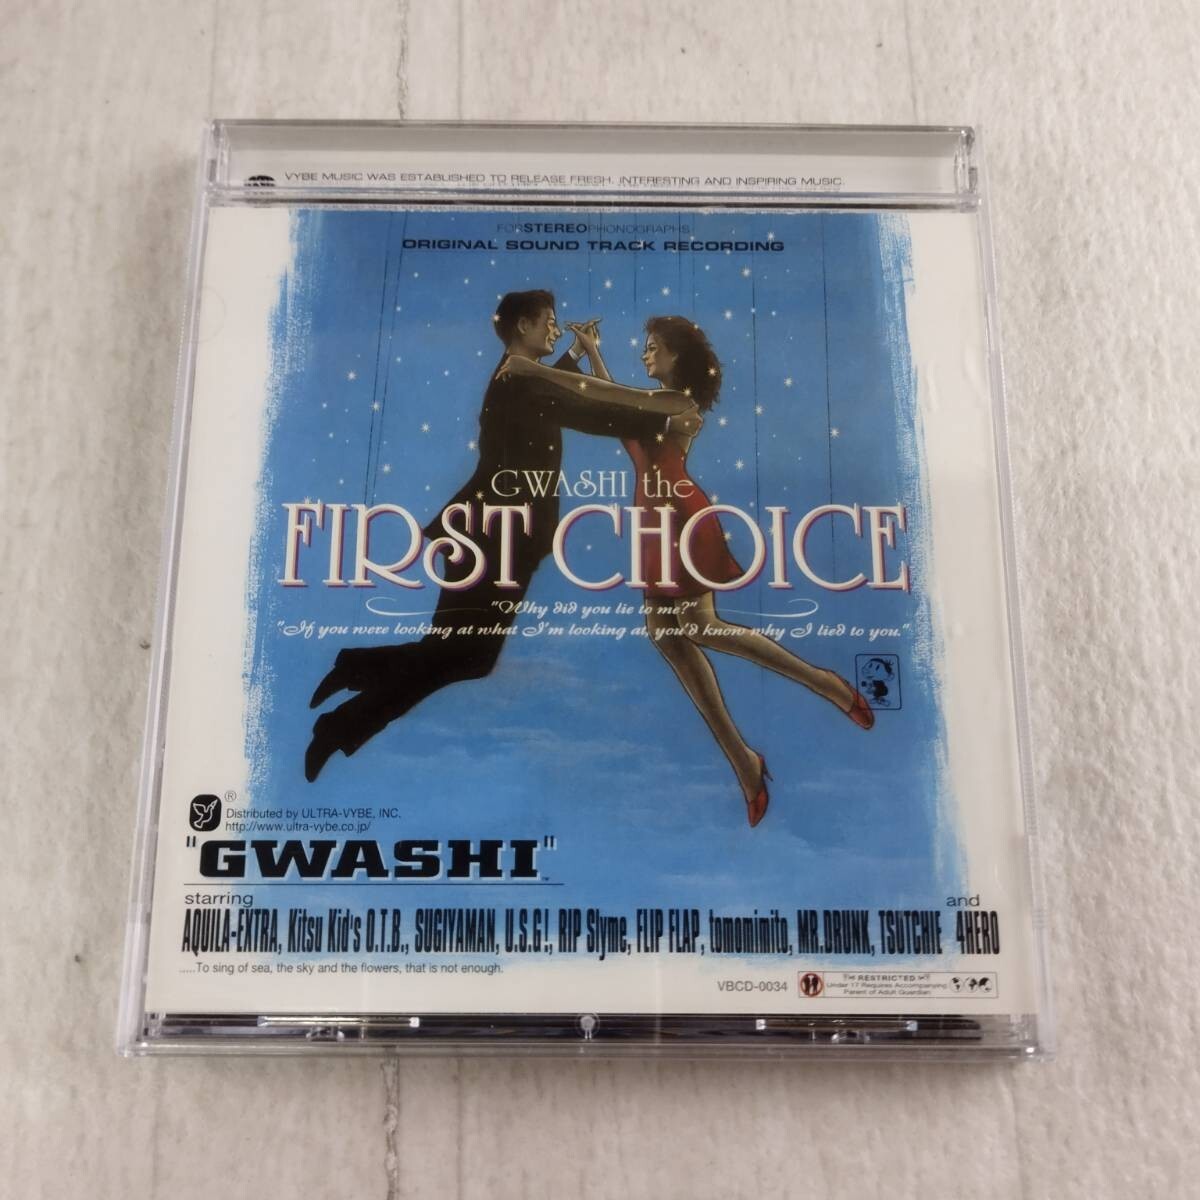 VYBE MUSIC WAS ESTABLISHED TO RELEASE FRESH, INTERESTING AND INSPIRING MUSIC.
FOR STEREO PHONOGRAPHS
ORIGINAL SOUND TRACK RECORDING
GWASHI the
FIRST CHOICE
"Why did you lie to me?"
"If you were looking at what I'm looking at, you'd know why I lied to you."
®
Distributed by ULTRA-VYBE, INC.
http://www.ultra-vybe.co.jp/
"GWASHI"
starring
and
AQUILA-EXTRA, Kitsu Kid's O.T.B., SUGIYAMAN, U.S.G!, RIP Slyme, FLIP FLAP, tomomimito, MR.DRUNK, TSUTCHIE, 4HERO
.....To sing of sea, the sky and the flowers, that is not enough.
VBCD-0034
RESTRICTED
Under 17 Requires Accompanying
Parent of Adult Guardian